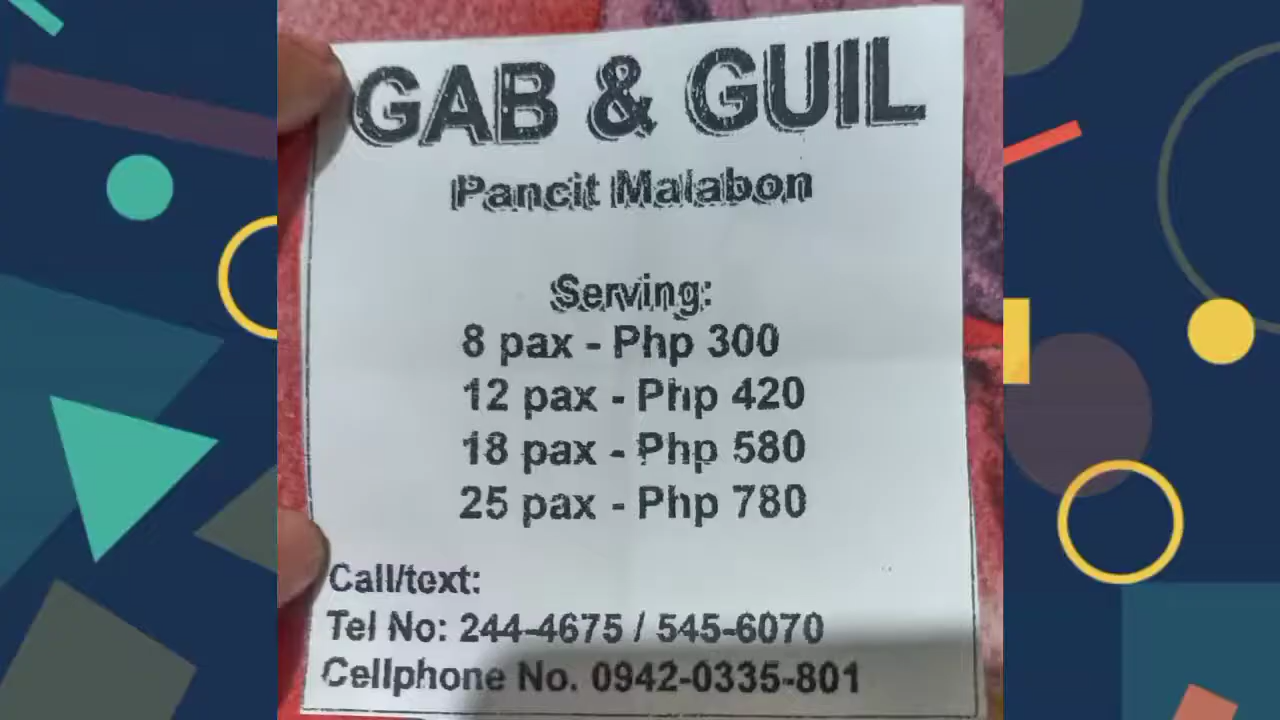 GAB & GUIL
Pancit Malabon
Serving:
8 pax - Php 300
12 pax - Php 420
18 pax - Php 580
25 pax - Php 780
Call/text:
Tel No: 244-4675 / 545-6070
Cellphone No. 0942-0335-801